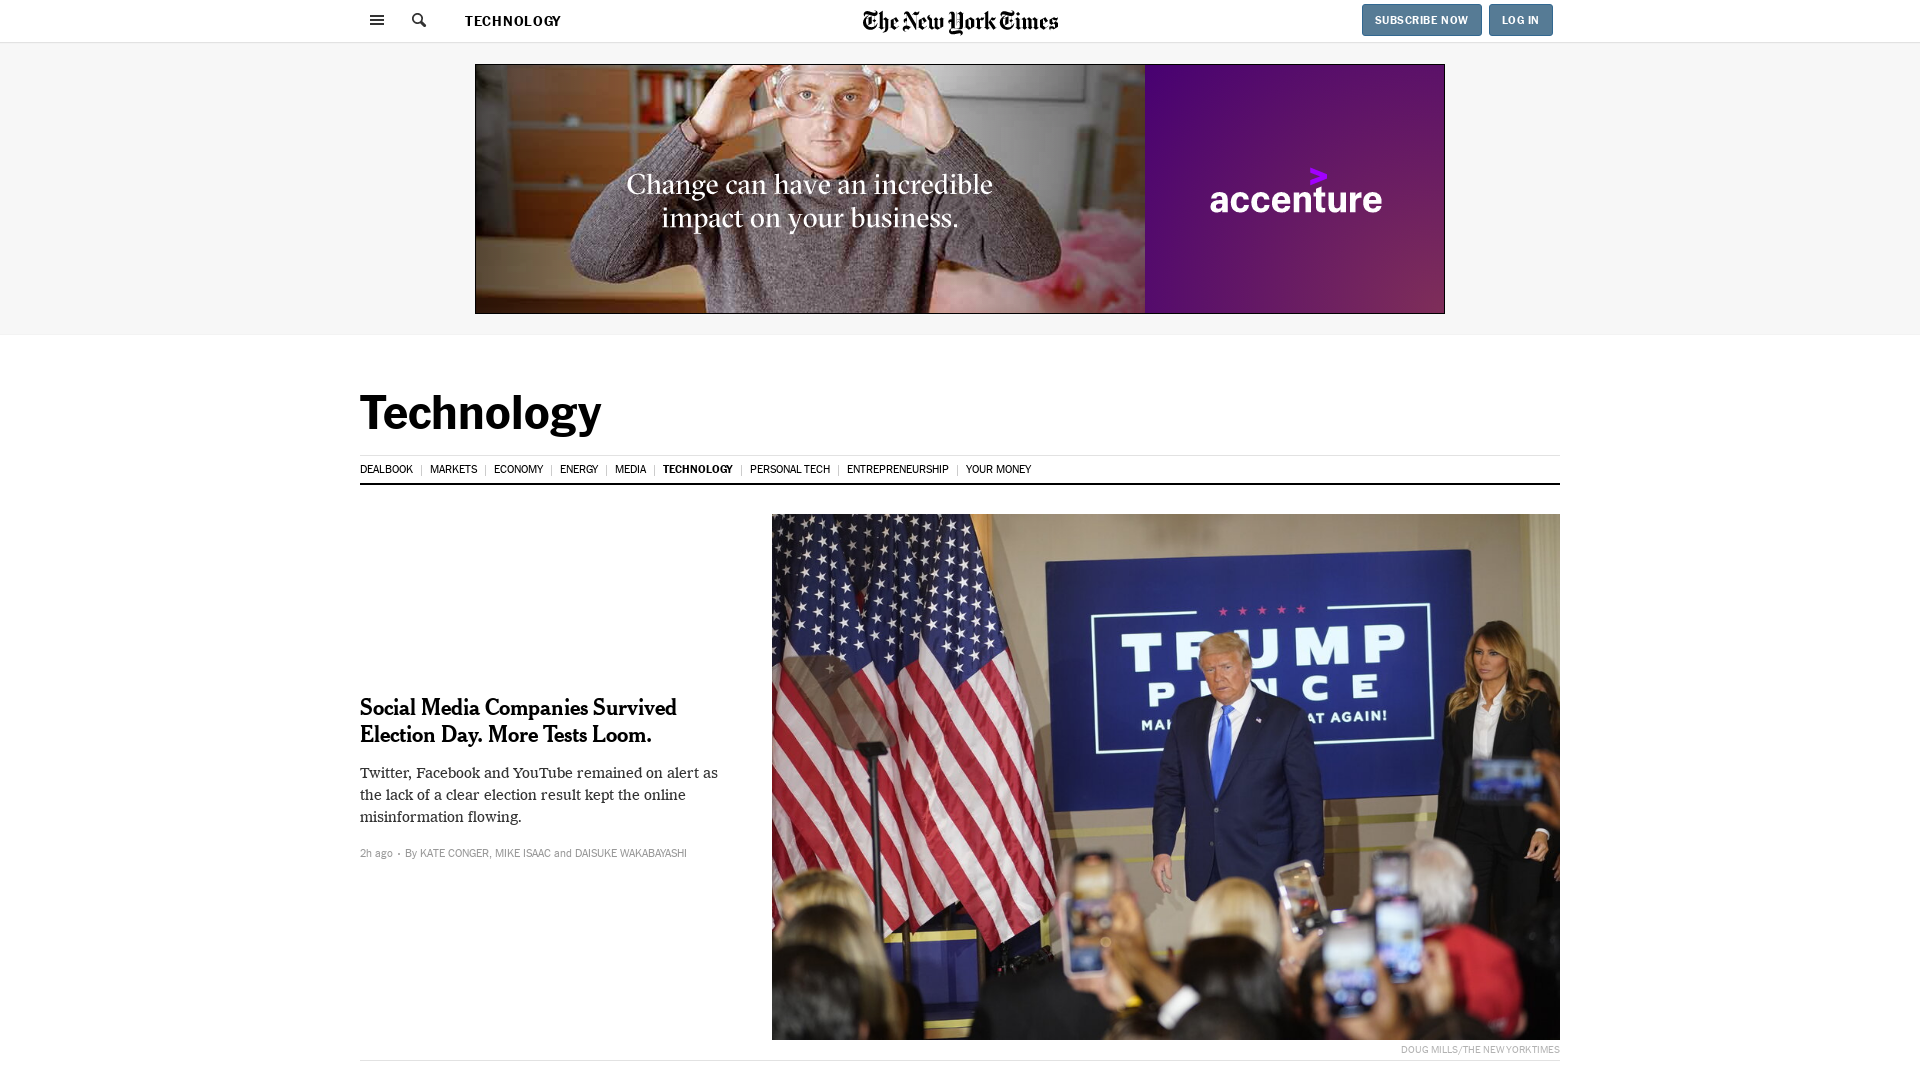 TECHNOLOGY
The New York Times
SUBSCRIBE NOW
LOG IN
Change can have an incredible
impact on your business.
>
accenture
Technology
DEALBOOK | MARKETS | ECONOMY | ENERGY | MEDIA | TECHNOLOGY | PERSONAL TECH | ENTREPRENEURSHIP | YOUR MONEY
Social Media Companies Survived
Election Day. More Tests Loom.
Twitter, Facebook and YouTube remained on alert as
the lack of a clear election result kept the online
misinformation flowing.
2h ago • By KATE CONGER, MIKE ISAAC and DAISUKE WAKABAYASHI
TRUMP
PENCE
MAK AT AGAIN!
DOUG MILLS/THE NEW YORKTIMES